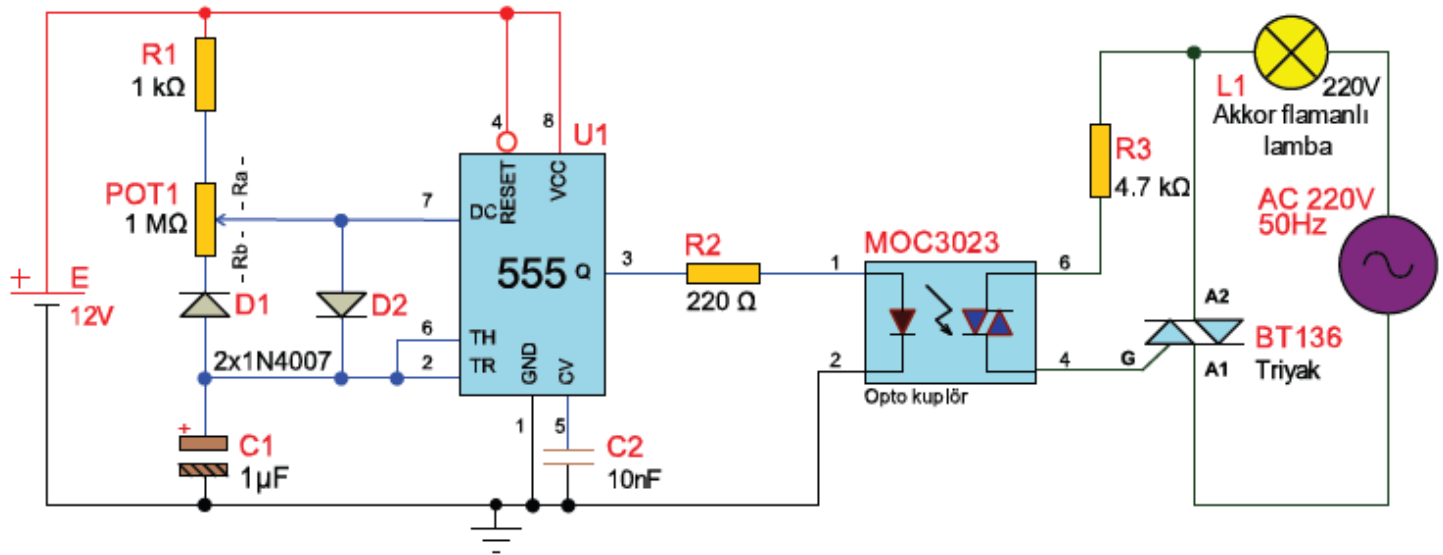 R1
1 kΩ
POT1
1 MΩ
- Ra -
- Rb -
+
E
12V
D1
D2
2x1N4007
+
C1
1µF
4
8
U1
RESET
VCC
7
DC
555
Q
3
6
TH
2
TR
GND
CV
1
5
C2
10nF
R2
220 Ω
MOC3023
1
6
2
4
Opto kuplör
R3
4.7 kΩ
L1
220V
Akkor flamanlı
lamba
AC 220V
50Hz
A2
G
A1
BT136
Triyak